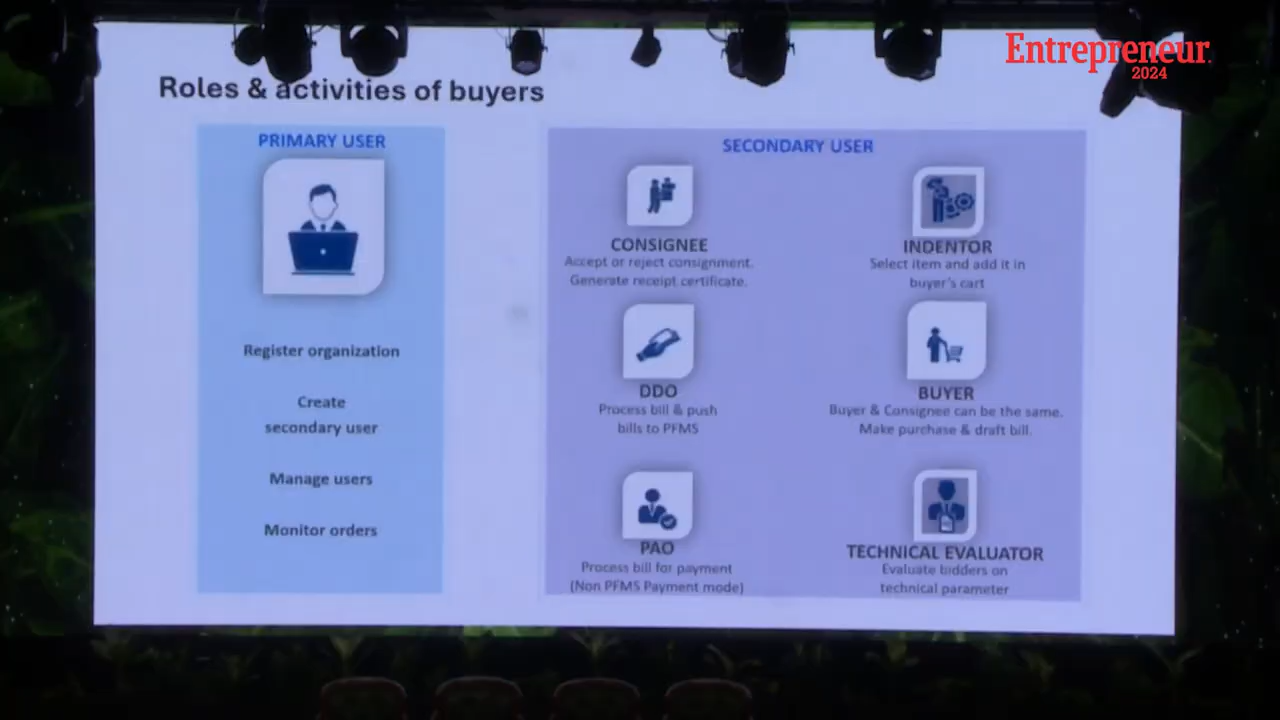 Entrepreneur
2024
Roles & activities of buyers
PRIMARY USER
Register organization
Create
secondary user
Manage users
Monitor orders
SECONDARY USER
CONSIGNEE
Accept or reject consignment.
Generate receipt certificate.
INDENTOR
Select item and add it in
buyer's cart
DDO
Process bill & push
bills to PFMS
BUYER
Buyer & Consignee can be the same.
Make purchase & draft bill.
PAO
Process bill for payment
(Non PFMS Payment mode)
TECHNICAL EVALUATOR
Evaluate bidders on
technical parameter